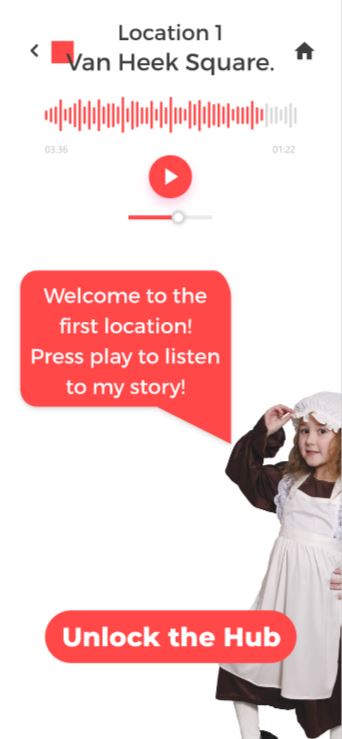 Location 1
Van Heek Square.
03:36
01:22
Welcome to the
first location!
Press play to listen
to my story!
Unlock the Hub